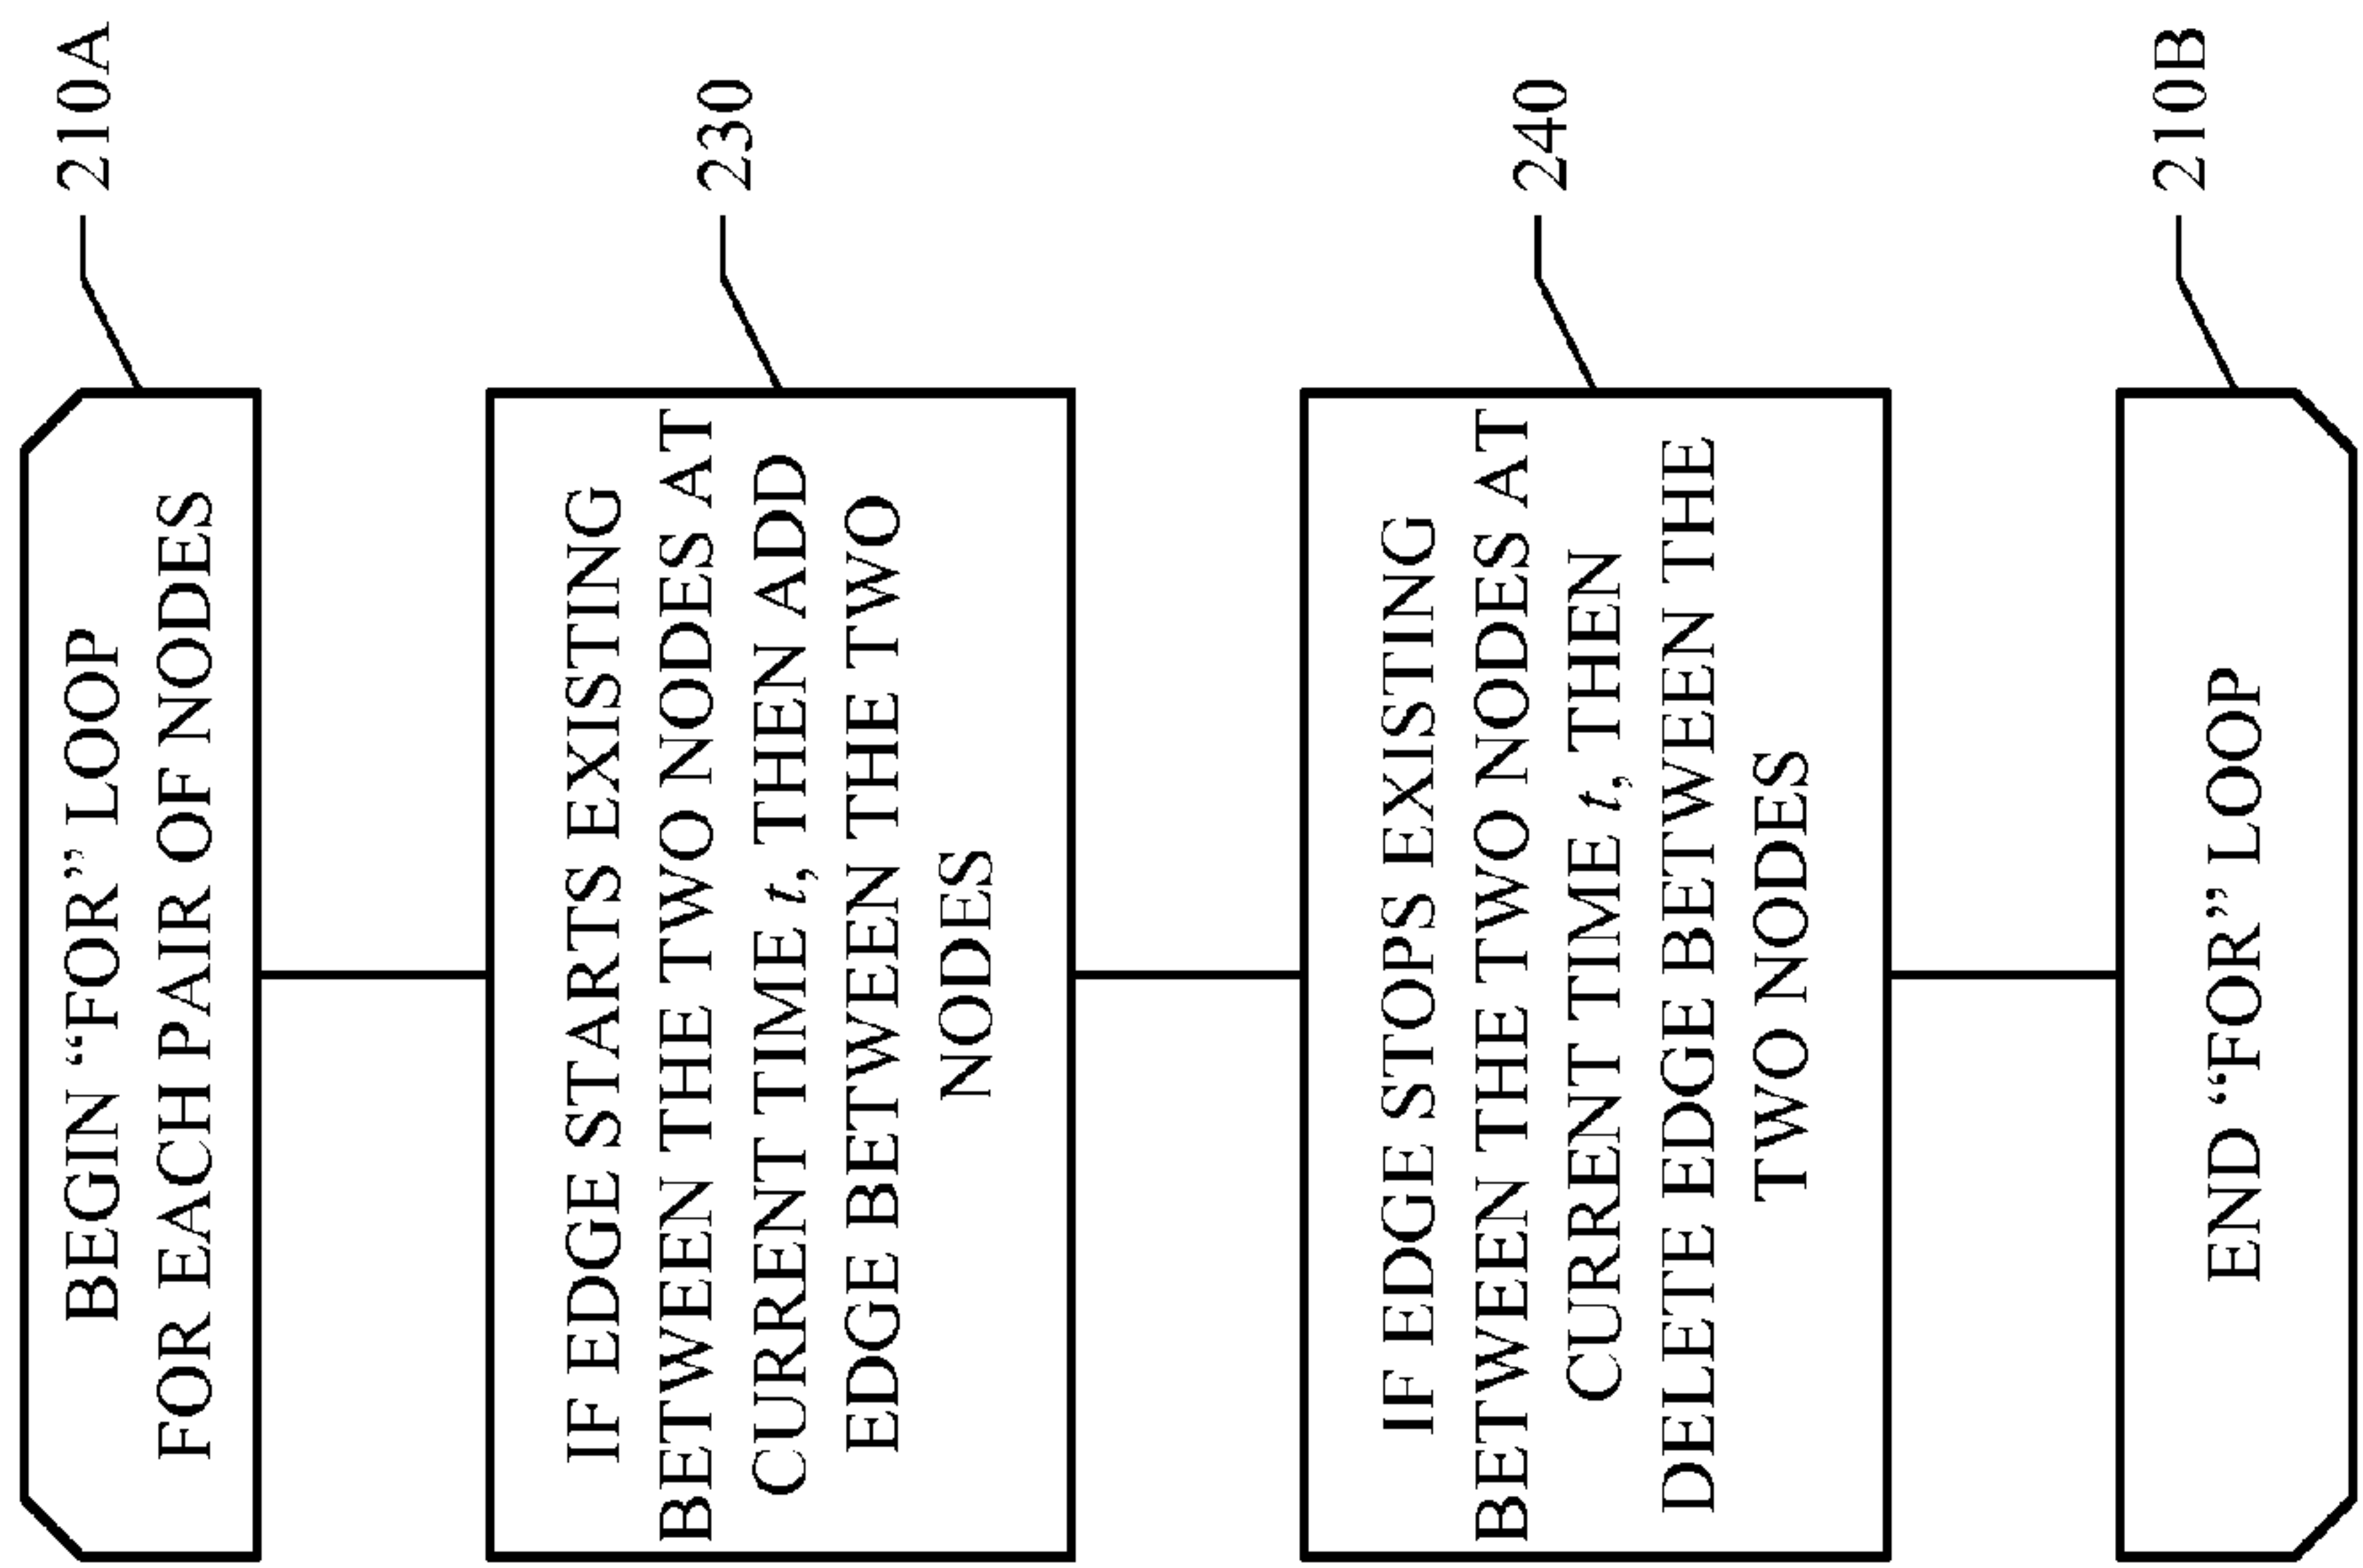 BEGIN “FOR” LOOP
FOR EACH PAIR OF NODES
210A
IF EDGE STARTS EXISTING
BETWEEN THE TWO NODES AT
CURRENT TIME t, THEN ADD
EDGE BETWEEN THE TWO
NODES
230
IF EDGE STOPS EXISTING
BETWEEN THE TWO NODES AT
CURRENT TIME t, THEN
DELETE EDGE BETWEEN THE
TWO NODES
240
END “FOR” LOOP
210B